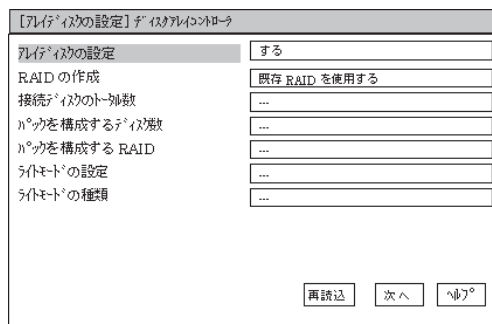 [ｱﾚｲﾃﾞｨｽｸの設定] ﾃﾞｨｽｸｱﾚｲｺﾝﾄﾛｰﾗ
ｱﾚｲﾃﾞｨｽｸの設定 する
RAID の作成 既存 RAID を使用する
接続ﾃﾞｨｽｸのﾄｰﾀﾙ数 ---
ﾊﾟｯｸを構成するﾃﾞｨｽｸ数 ---
ﾊﾟｯｸを構成する RAID ---
ﾗｲﾄﾓｰﾄﾞの設定 ---
ﾗｲﾄﾓｰﾄﾞの種類 ---
再読込 次へ ﾍﾙﾌﾟ